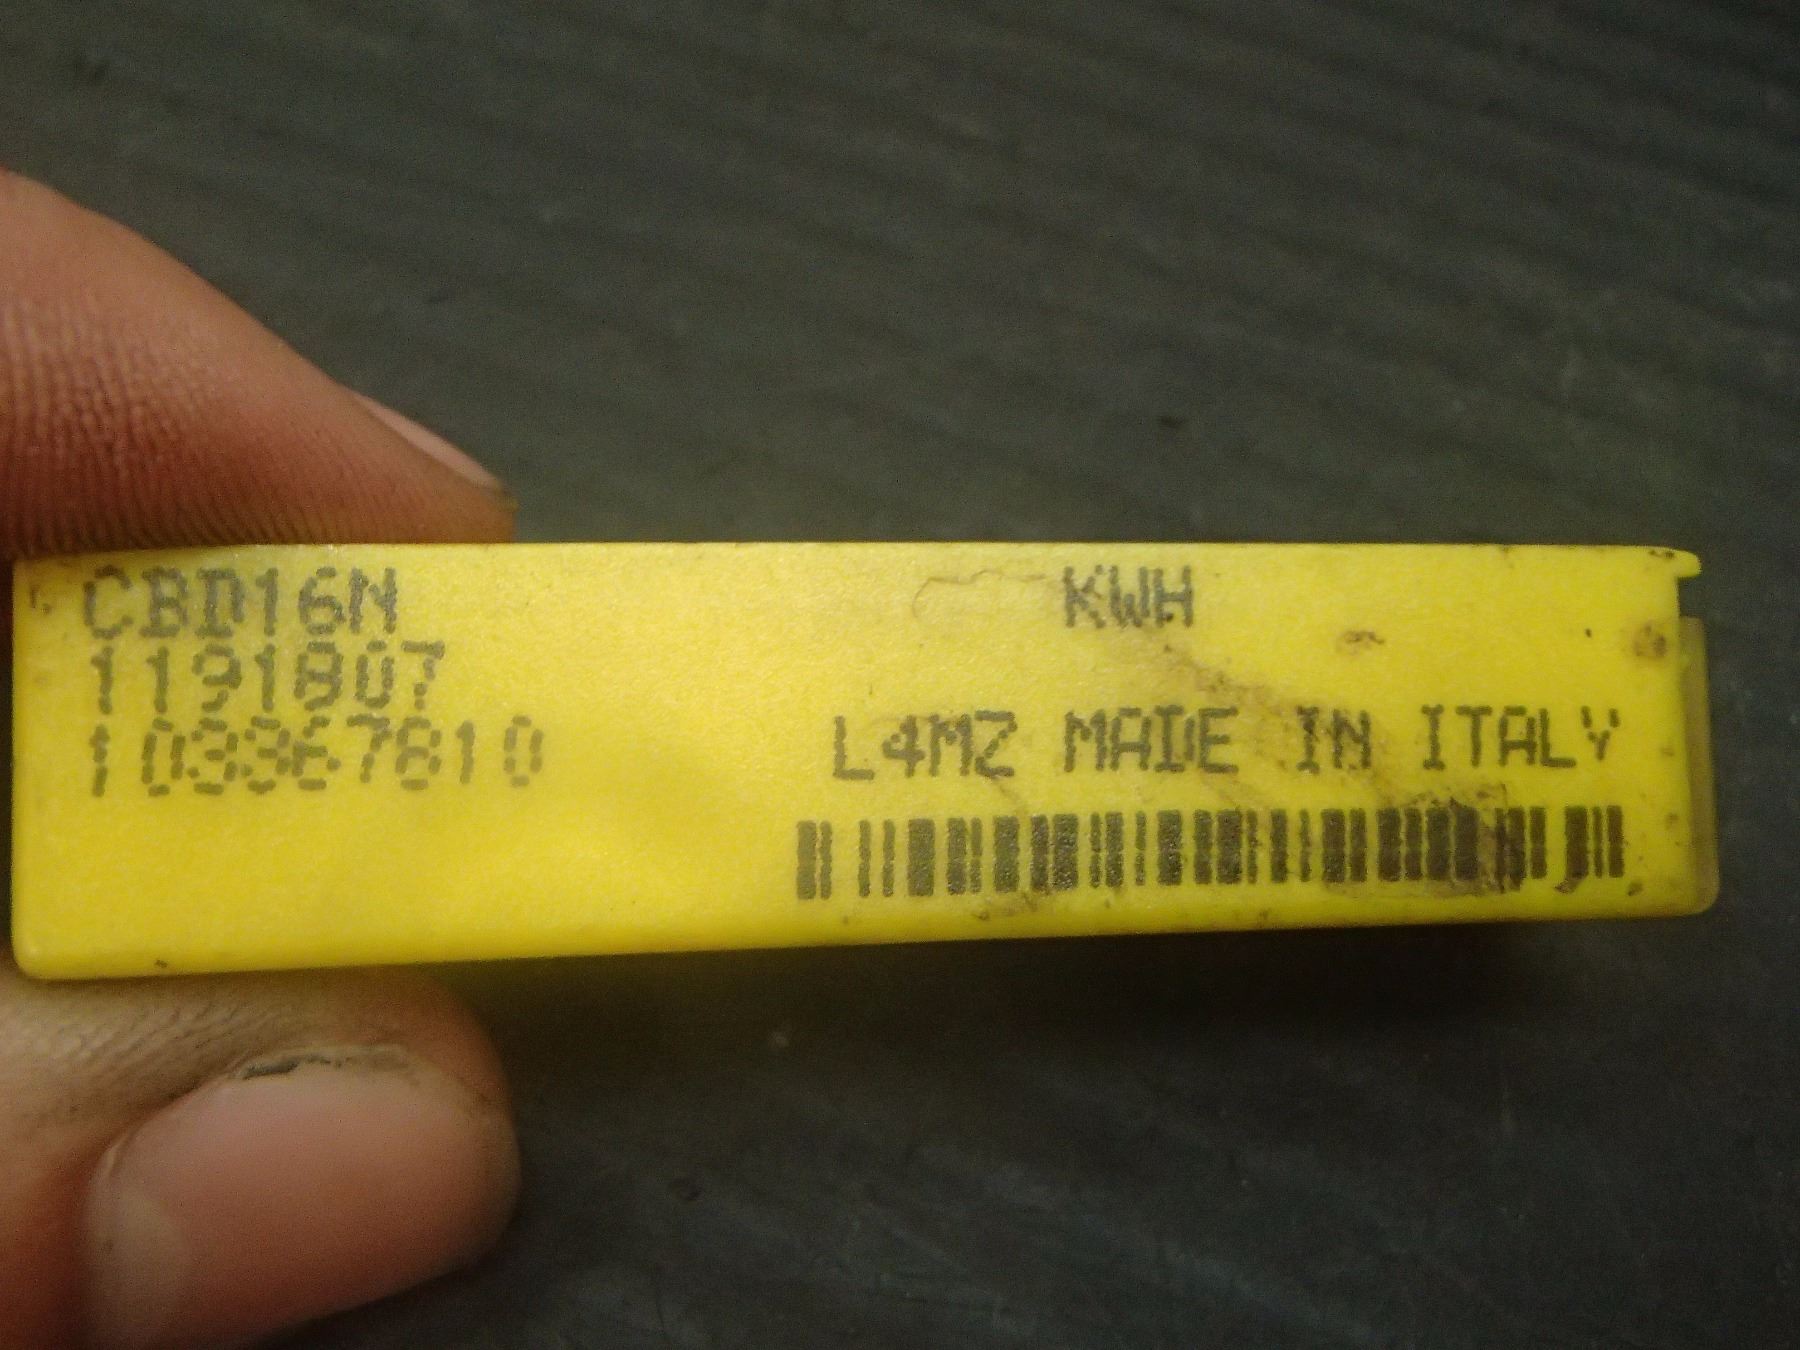 CBD16N
KWH
1191807
103367810
L4MZ MADE IN ITALY